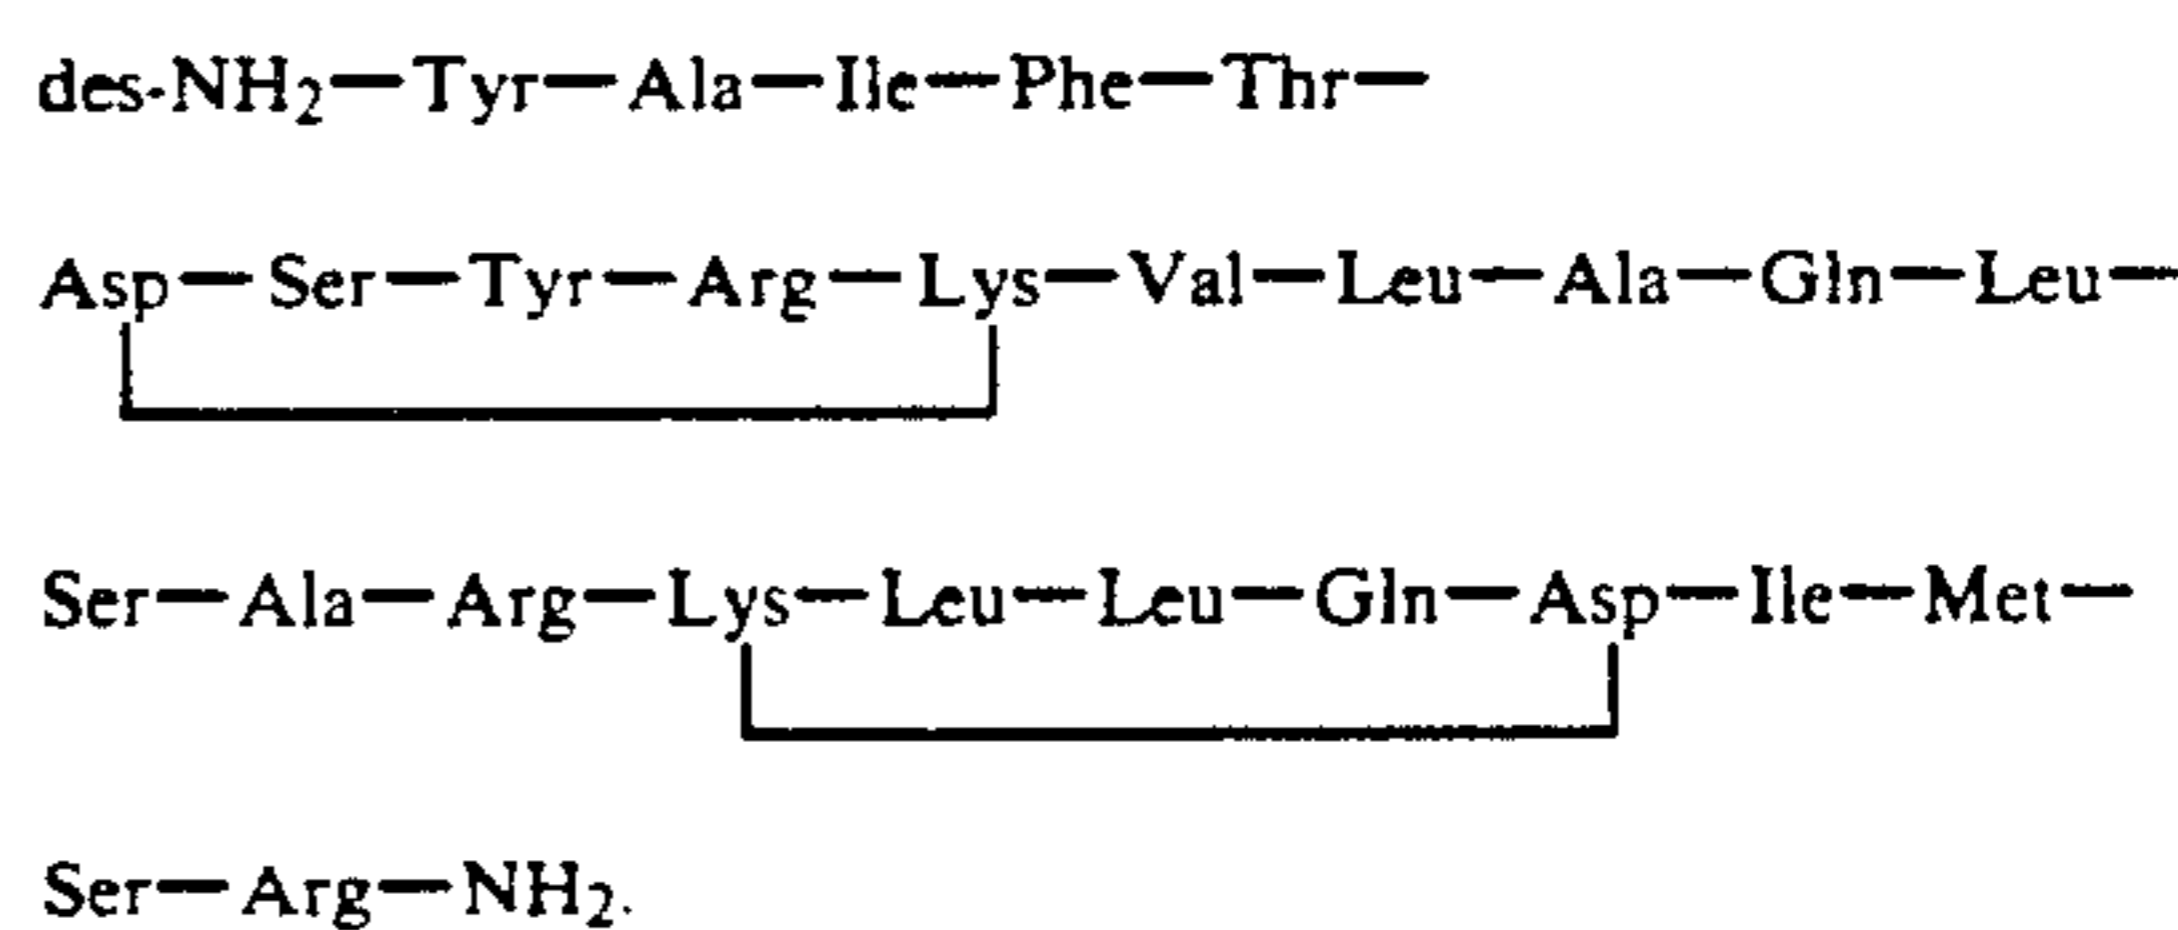 des-NH2—Tyr—Ala—Ile—Phe—Thr—
Asp—Ser—Tyr—Arg—Lys—Val—Leu—Ala—Gln—Leu—
Ser—Ala—Arg—Lys—Leu—Leu—Gln—Asp—Ile—Met—
Ser—Arg—NH2.